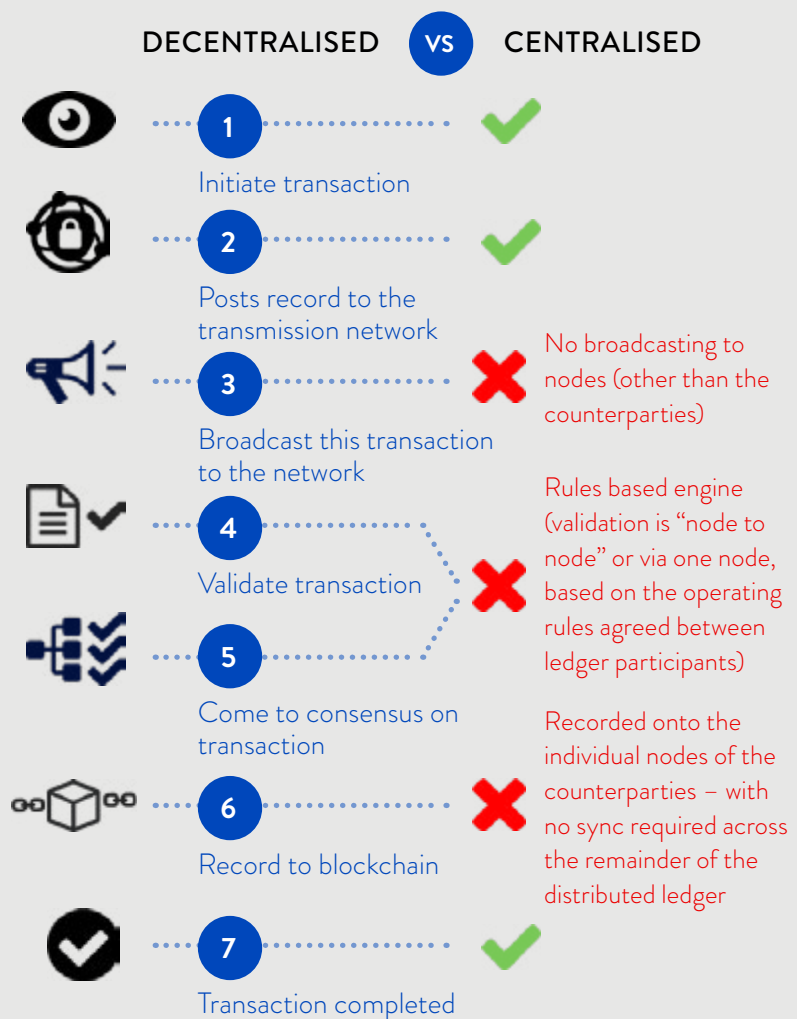 DECENTRALISED VS CENTRALISED
1
Initiate transaction
2
Posts record to the
transmission network
3
Broadcast this transaction
to the network
No broadcasting to
nodes (other than the
counterparties)
4
Validate transaction
5
Come to consensus on
transaction
Rules based engine
(validation is “node to
node” or via one node,
based on the operating
rules agreed between
ledger participants)
6
Record to blockchain
Recorded onto the
individual nodes of the
counterparties – with
no sync required across
the remainder of the
distributed ledger
7
Transaction completed